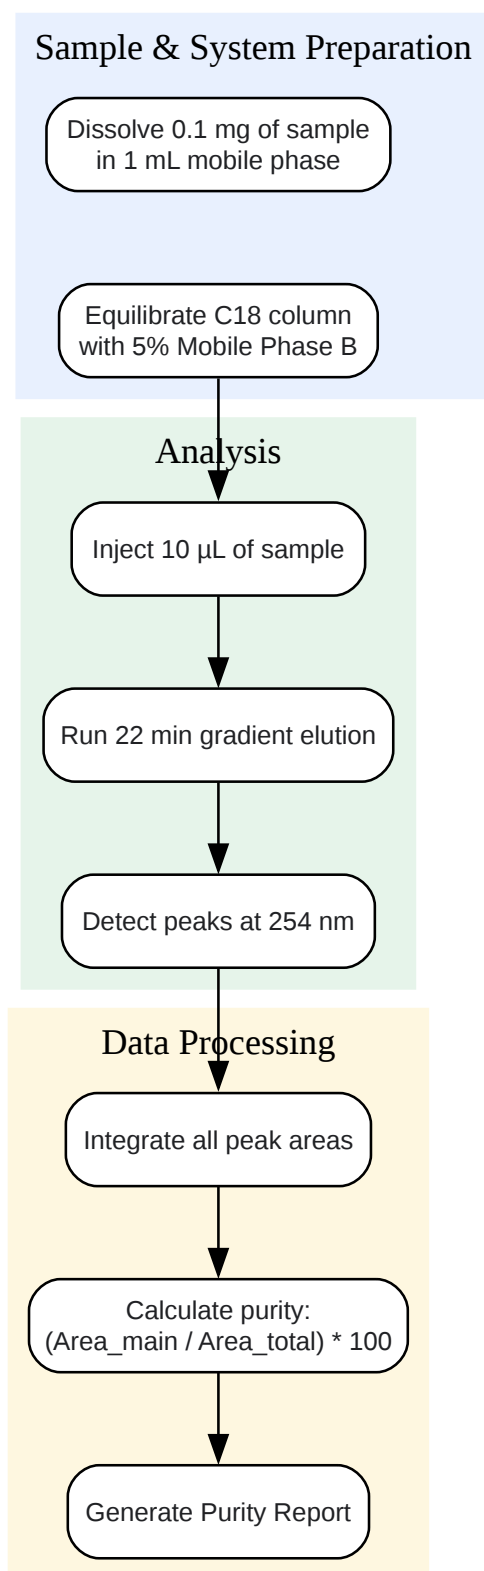 Sample & System Preparation
Dissolve 0.1 mg of sample
in 1 mL mobile phase
Equilibrate C18 column
with 5% Mobile Phase B
Analysis
Inject 10 µL of sample
Run 22 min gradient elution
Detect peaks at 254 nm
Data Processing
Integrate all peak areas
Calculate purity:
(Area_main / Area_total) * 100
Generate Purity Report